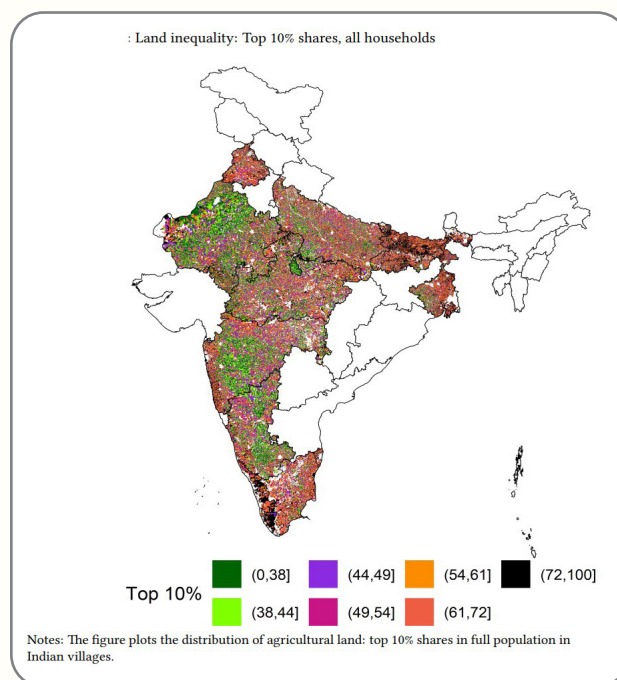 : Land inequality: Top 10% shares, all households
Top 10%
(0,38] (44,49] (54,61] (72,100]
(38,44] (49,54] (61,72]
Notes: The figure plots the distribution of agricultural land: top 10% shares in full population in
Indian villages.